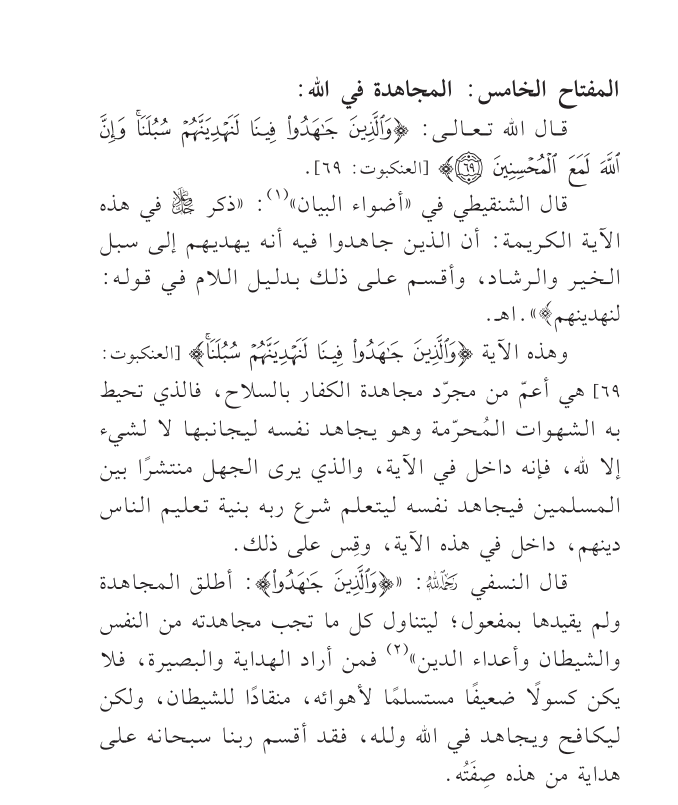 المفتاح الخامس: المجاهدة في الله:
قال الله تعالى: ﴿وَٱلَّذِينَ جَٰهَدُواْ فِينَا لَنَهۡدِيَنَّهُمۡ سُبُلَنَاۚ وَإِنَّ
ٱللَّهَ لَمَعَ ٱلۡمُحۡسِنِينَ ٦٩﴾ [العنكبوت: ٦٩].
قال الشنقيطي في «أضواء البيان»(١): «ذكر ﷻ في هذه
الآية الكريمة: أن الذين جاهدوا فيه أنه يهديهم إلى سبل
الخير والرشاد، وأقسم على ذلك بدليل اللام في قوله:
لنهدينهم﴾».اهـ.
وهذه الآية ﴿وَٱلَّذِينَ جَٰهَدُواْ فِينَا لَنَهۡدِيَنَّهُمۡ سُبُلَنَاۚ﴾ [العنكبوت:
٦٩] هي أعمّ من مجرّد مجاهدة الكفار بالسلاح، فالذي تحيط
به الشهوات المُحرّمة وهو يجاهد نفسه ليجانبها لا لشيء
إلا لله، فإنه داخل في الآية، والذي يرى الجهل منتشرًا بين
المسلمين فيجاهد نفسه ليتعلم شرع ربه بنية تعليم الناس
دينهم، داخل في هذه الآية، وقِس على ذلك.
قال النسفي رَحِمَهُ اللهُ: «﴿وَٱلَّذِينَ جَٰهَدُواْ﴾: أطلق المجاهدة
ولم يقيدها بمفعول؛ ليتناول كل ما تجب مجاهدته من النفس
والشيطان وأعداء الدين»(٢) فمن أراد الهداية والبصيرة، فلا
يكن كسولًا ضعيفًا مستسلمًا لأهوائه، منقادًا للشيطان، ولكن
ليكافح ويجاهد في الله ولله، فقد أقسم ربنا سبحانه على
هداية من هذه صِفَتُه.